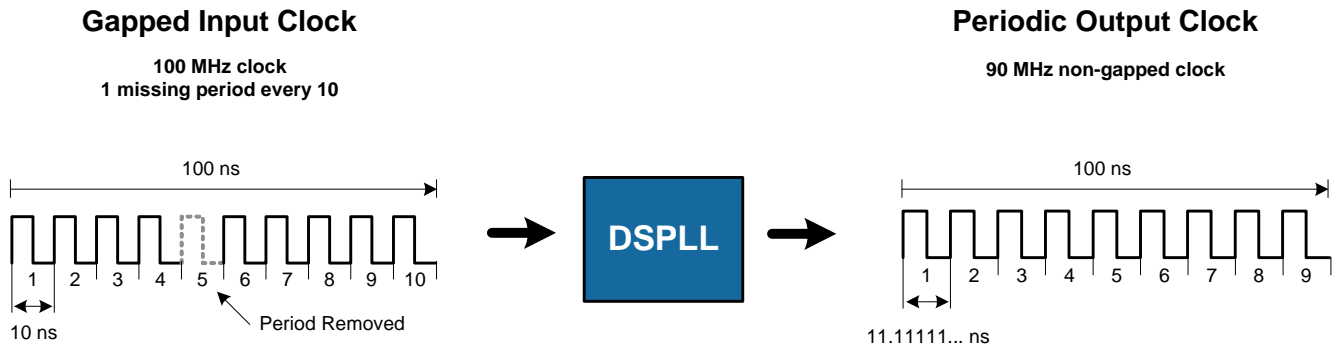 Gapped Input Clock
100 MHz clock
1 missing period every 10
100 ns
1 2 3 4 5 6 7 8 9 10
10 ns
Period Removed
DSPLL
Periodic Output Clock
90 MHz non-gapped clock
100 ns
1 2 3 4 5 6 7 8 9
11.11111... ns